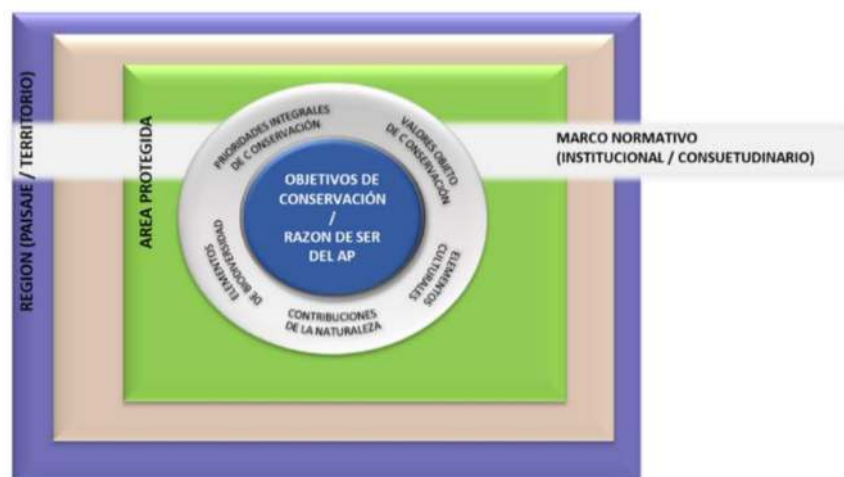 REGION (PAISAJE / TERRITORIO)
AREA PROTEGIDA
PRIORIDADES INTEGRALES
DE CONSERVACIÓN
VALORES OBJETO
DE CONSERVACIÓN
MARCO NORMATIVO
(INSTITUCIONAL / CONSUETUDINARIO)
OBJETIVOS DE
CONSERVACIÓN
/
RAZON DE SER
DEL AP
ELEMENTOS
DE BIODIVERSIDAD
ELEMENTOS
CULTURALES
CONTRIBUCIONES
DE LA NATURALEZA